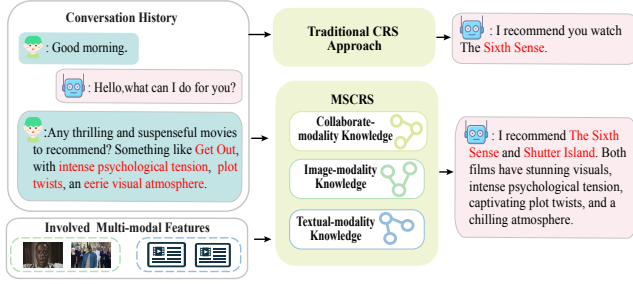 Conversation History
: Good morning.
: Hello,what can I do for you?
:Any thrilling and suspenseful movies
to recommend? Something like Get Out,
with intense psychological tension, plot
twists, an eerie visual atmosphere.
Involved Multi-modal Features
Traditional CRS
Approach
MSCRS
Collaborate-
modality Knowledge
Image-modality
Knowledge
Textual-modality
Knowledge
: I recommend you watch
The Sixth Sense.
: I recommend The Sixth
Sense and Shutter Island. Both
films have stunning visuals,
intense psychological tension,
captivating plot twists, and a
chilling atmosphere.